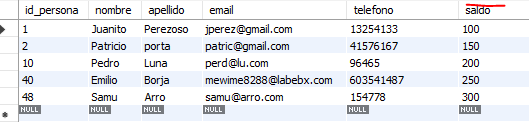 id_persona nombre apellido email telefono saldo
1 Juanito Perezoso jperez@gmail.com 13254133 100
2 Patricio porta patric@gmail.com 41576167 150
10 Pedro Luna perd@lu.com 96465 200
40 Emilio Borja mewime8288@labebx.com 603541487 250
48 Samu Arro samu@arro.com 154778 300
NULL NULL NULL NULL NULL NULL